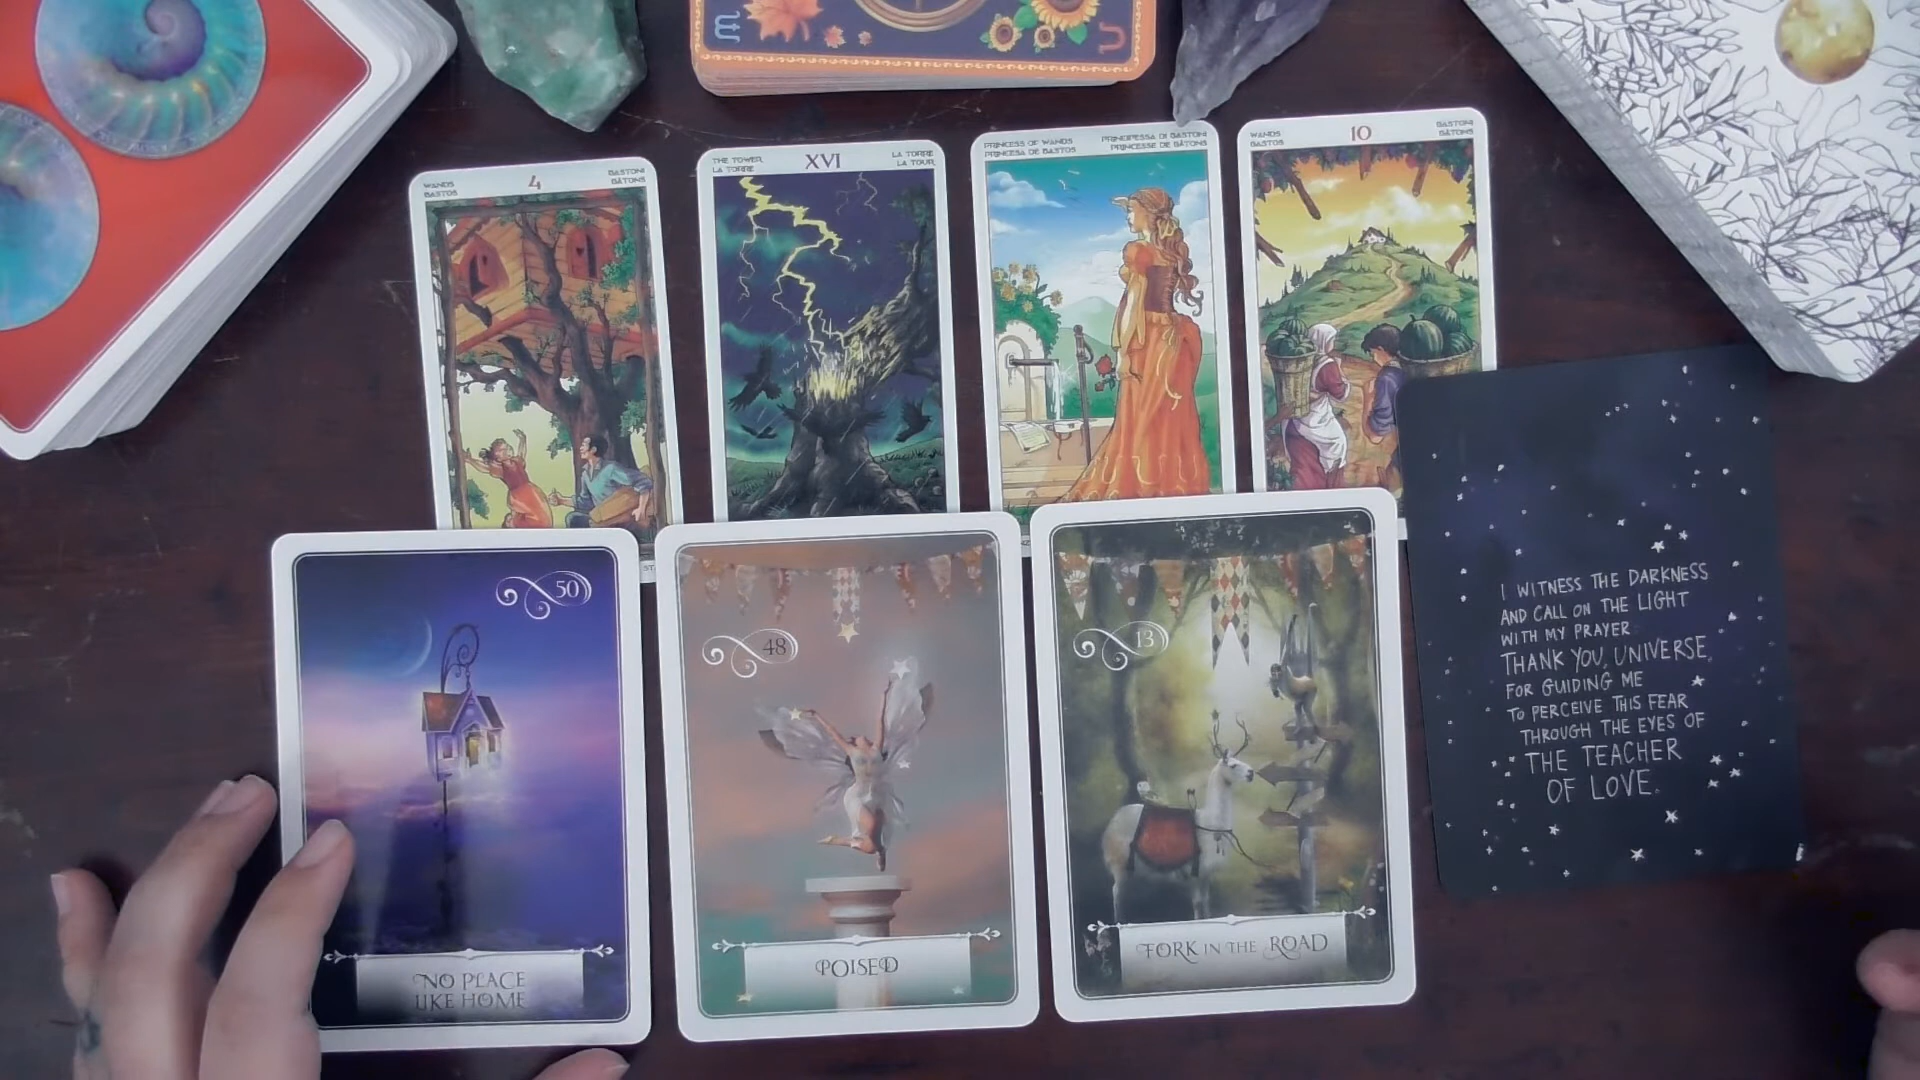 4
WANDS
BASTOS
BASTONI
BÂTONS
XVI
THE TOWER
LA TORRE
LA TORRE
LA TOUR
PRINCESS OF WANDS
PRINCESA DE BASTOS
PRINCIPESSA DI BASTONI
PRINCESSE DE BÂTONS
10
WANDS
BASTOS
BASTONI
BÂTONS
50
NO PLACE
LIKE HOME
48
POISED
13
FORK IN THE ROAD
I WITNESS THE DARKNESS
AND CALL ON THE LIGHT
WITH MY PRAYER
THANK YOU, UNIVERSE,
FOR GUIDING ME
TO PERCEIVE THIS FEAR
THROUGH THE EYES OF
THE TEACHER
OF LOVE.